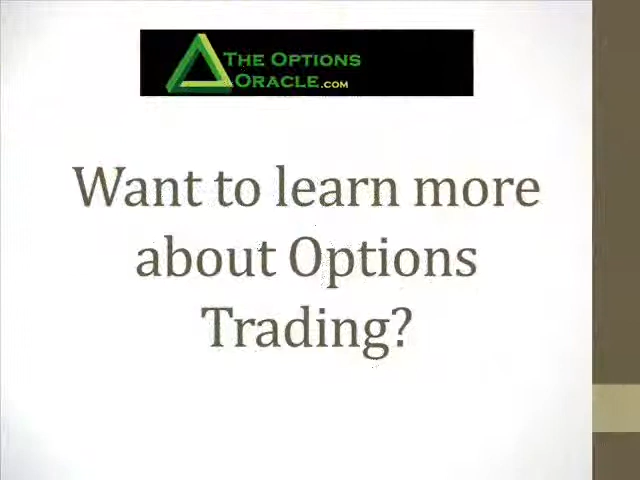 THE OPTIONS
ORACLE.COM
Want to learn more
about Options
Trading?